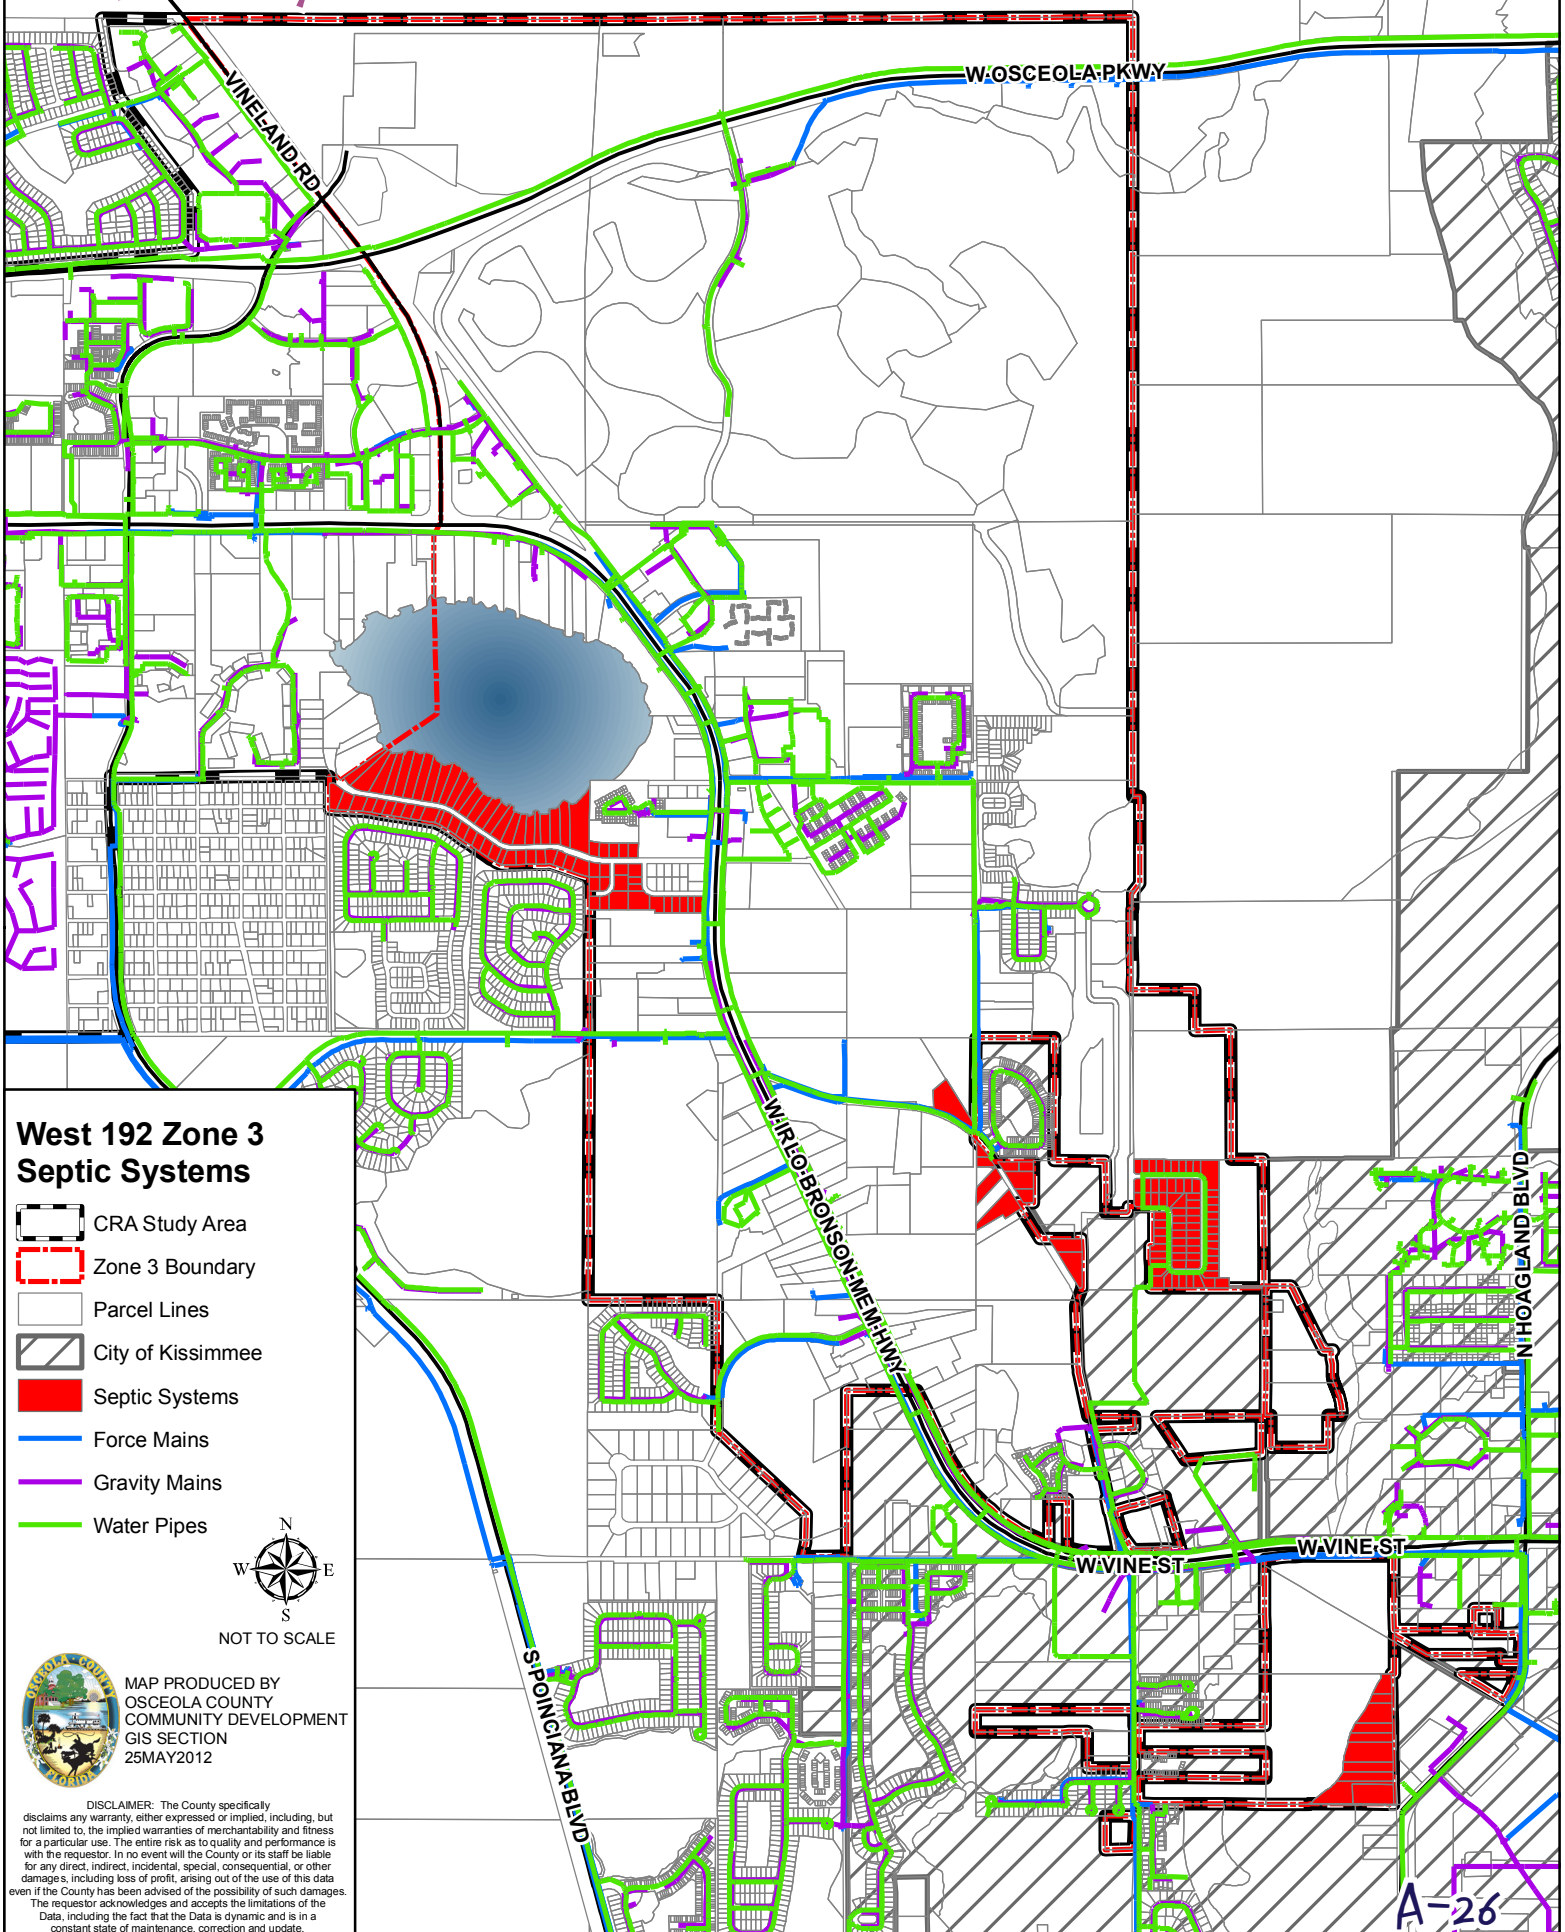 W OSCEOLA PKWY
VINELAND RD
W IRLO BRONSON MEM HWY
N HOAGLAND BLVD
W VINE ST
W VINE ST
S POINCIANA BLVD
West 192 Zone 3
Septic Systems
CRA Study Area
Zone 3 Boundary
Parcel Lines
City of Kissimmee
Septic Systems
Force Mains
Gravity Mains
Water Pipes
N
W
E
S
NOT TO SCALE
OSCEOLA COUNTY
FLORIDA
MAP PRODUCED BY
OSCEOLA COUNTY
COMMUNITY DEVELOPMENT
GIS SECTION
25MAY2012
DISCLAIMER: The County specifically
disclaims any warranty, either expressed or implied, including, but
not limited to, the implied warranties of merchantability and fitness
for a particular use. The entire risk as to quality and performance is
with the requestor. In no event will the County or its staff be liable
for any direct, indirect, incidental, special, consequential, or other
damages, including loss of profit, arising out of the use of this data
even if the County has been advised of the possibility of such damages.
The requestor acknowledges and accepts the limitations of the
Data, including the fact that the Data is dynamic and is in a
constant state of maintenance, correction and update.
A-26